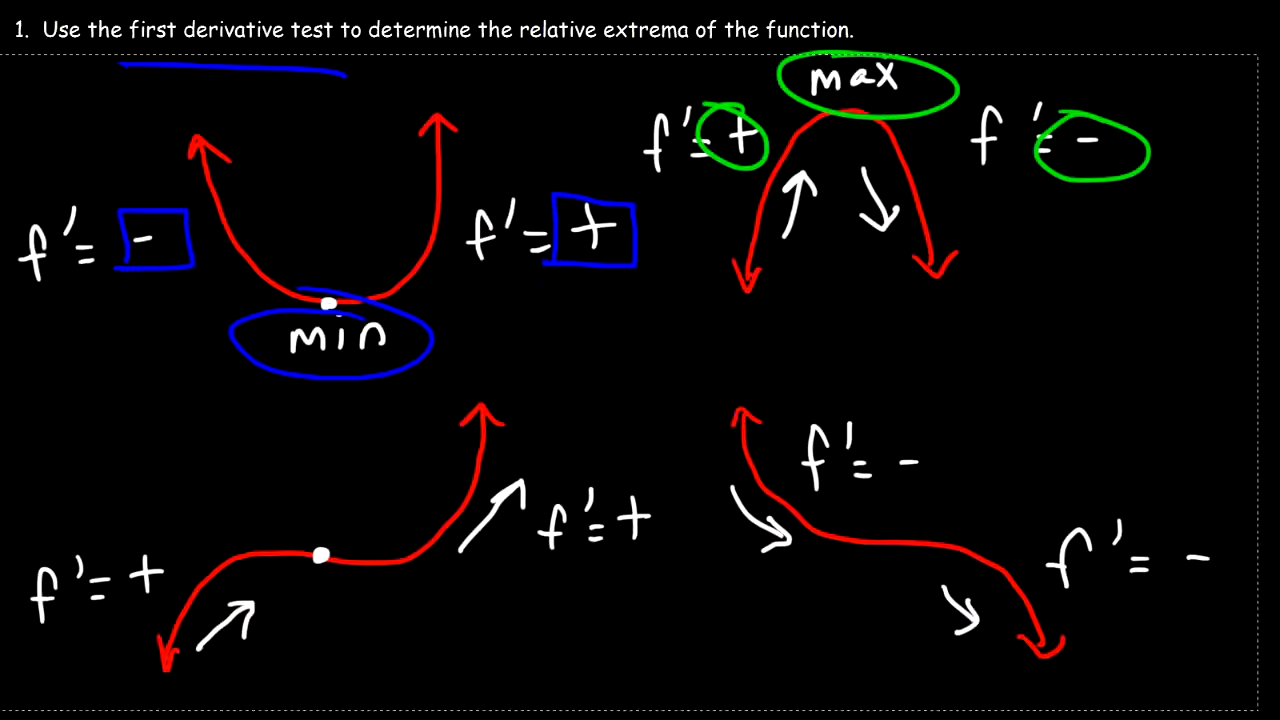 1. Use the first derivative test to determine the relative extrema of the function.
max
f' = +
f' = -
f' = -
f' = +
min
f' = -
f' = +
f' = +
f' = -